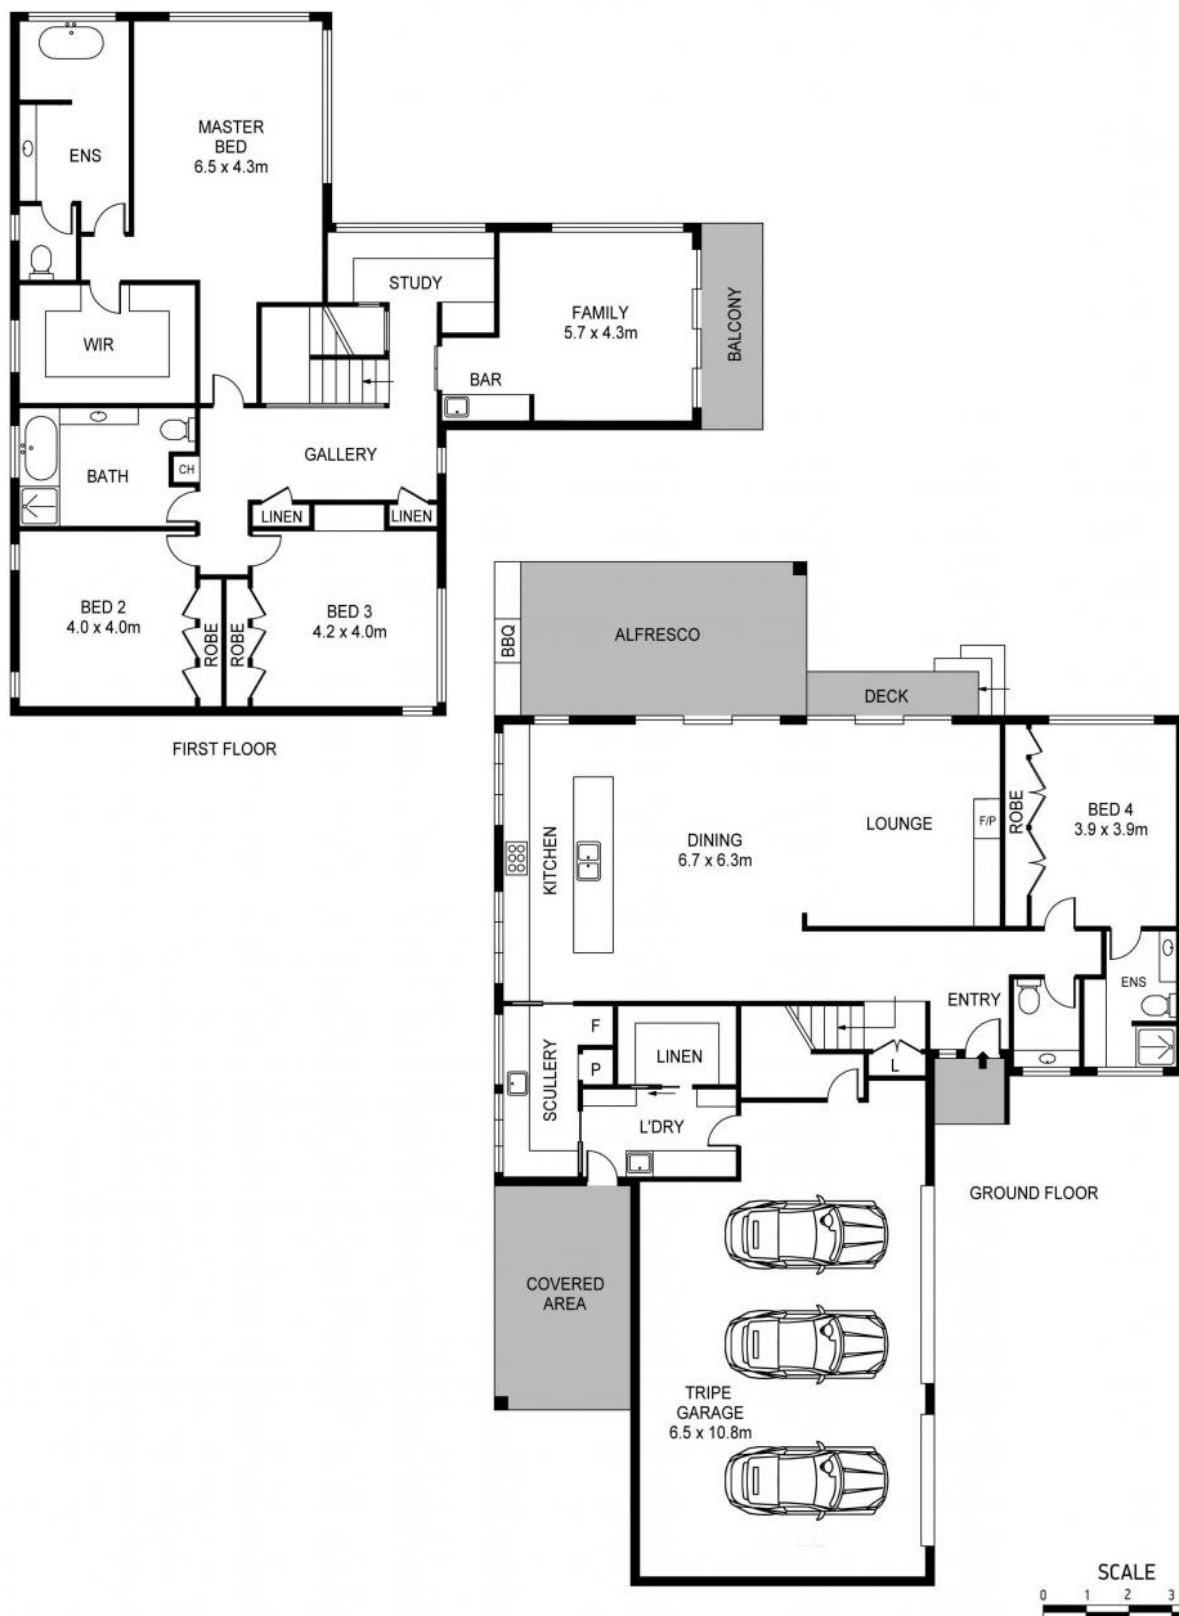 MASTER
BED
6.5 x 4.3m
ENS
WIR
STUDY
FAMILY
5.7 x 4.3m
BALCONY
BAR
GALLERY
BATH
CH
LINEN
LINEN
BED 2
4.0 x 4.0m
ROBE
ROBE
BED 3
4.2 x 4.0m
FIRST FLOOR
BBQ
ALFRESCO
DECK
KITCHEN
DINING
6.7 x 6.3m
LOUNGE
F/P
ROBE
BED 4
3.9 x 3.9m
ENS
ENTRY
SCULLERY
F
P
LINEN
L
L'DRY
GROUND FLOOR
COVERED
AREA
TRIPE
GARAGE
6.5 x 10.8m
SCALE
0 1 2 3